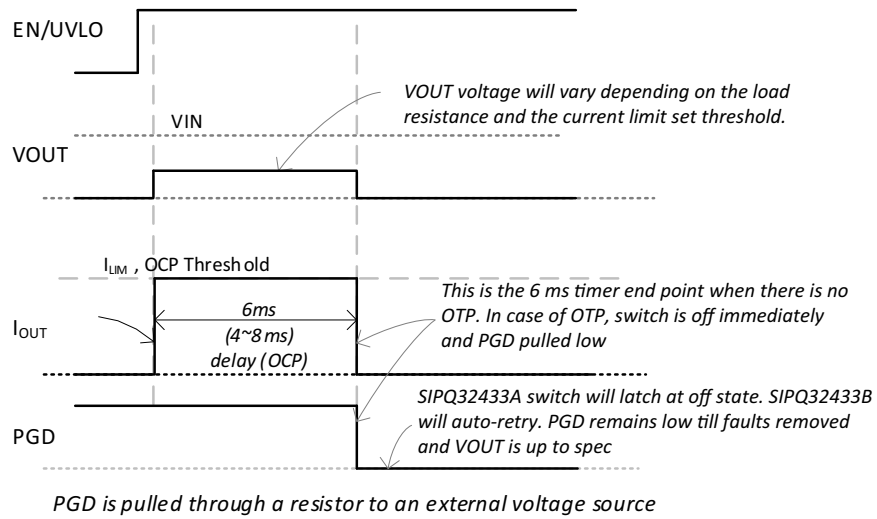 EN/UVLO
VOUT voltage will vary depending on the load
resistance and the current limit set threshold.
VIN
VOUT
ILIM , OCP Threshold
This is the 6 ms timer end point when there is no
OTP. In case of OTP, switch is off immediately
and PGD pulled low
6ms
(4~8 ms)
delay (OCP)
IOUT
SIPQ32433A switch will latch at off state. SIPQ32433B
will auto-retry. PGD remains low till faults removed
and VOUT is up to spec
PGD
PGD is pulled through a resistor to an external voltage source